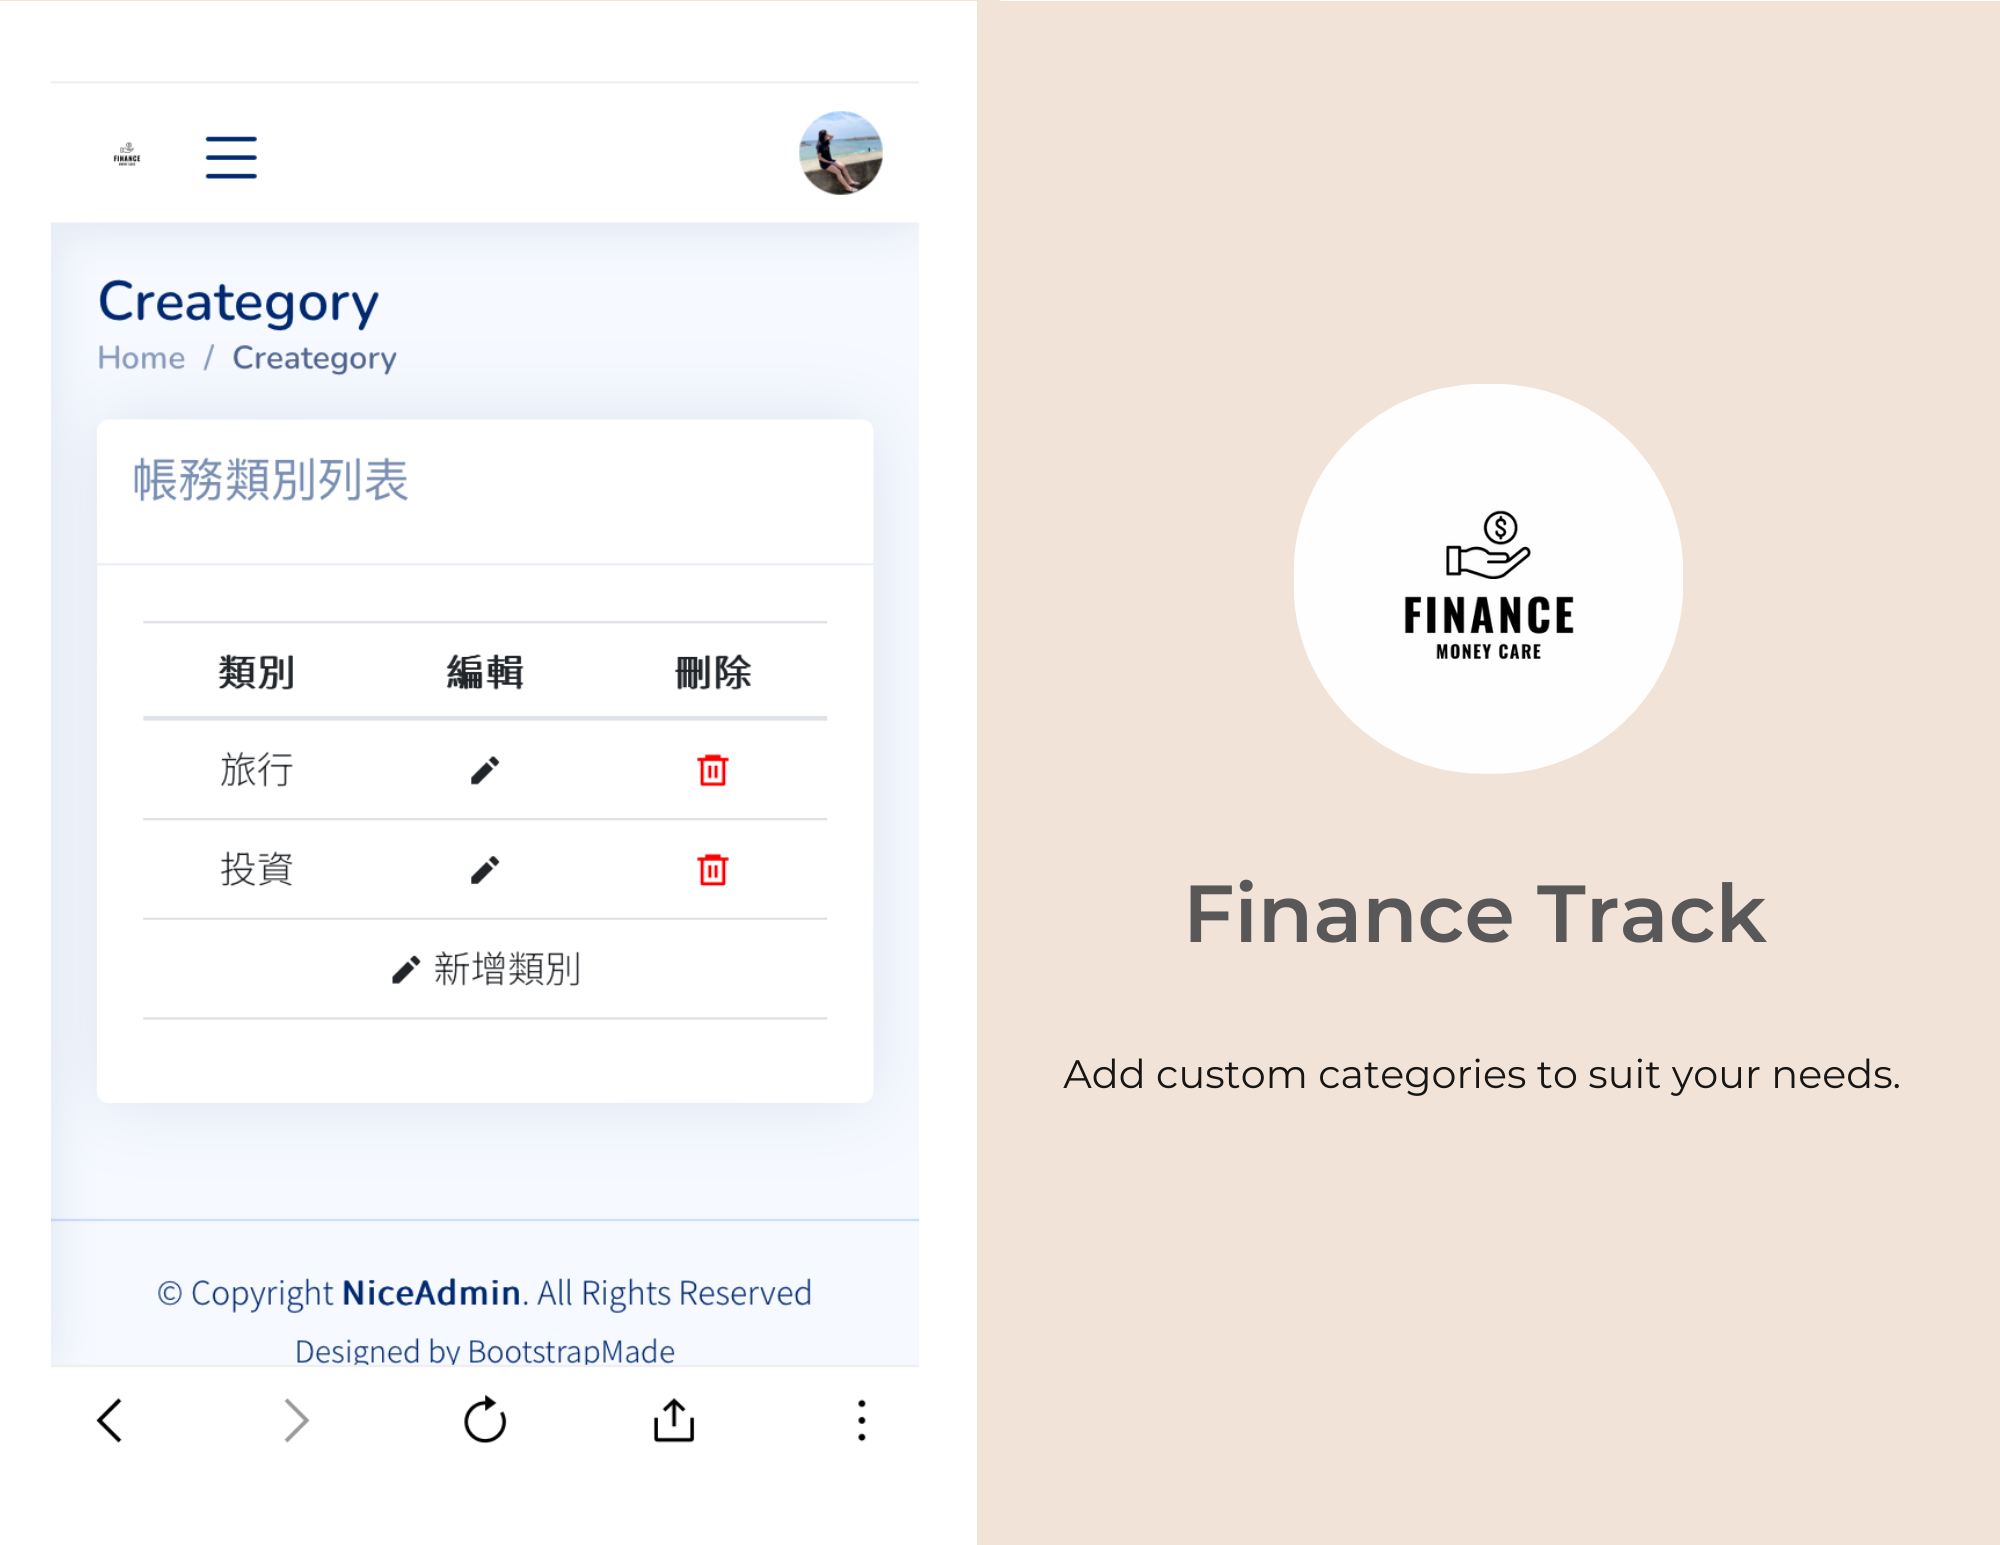 FINANCE
MONEY CARE
Creategory
Home / Creategory
帳務類別列表
類別 編輯 刪除
旅行
投資
新增類別
© Copyright NiceAdmin. All Rights Reserved
Designed by BootstrapMade
$
FINANCE
MONEY CARE
Finance Track
Add custom categories to suit your needs.